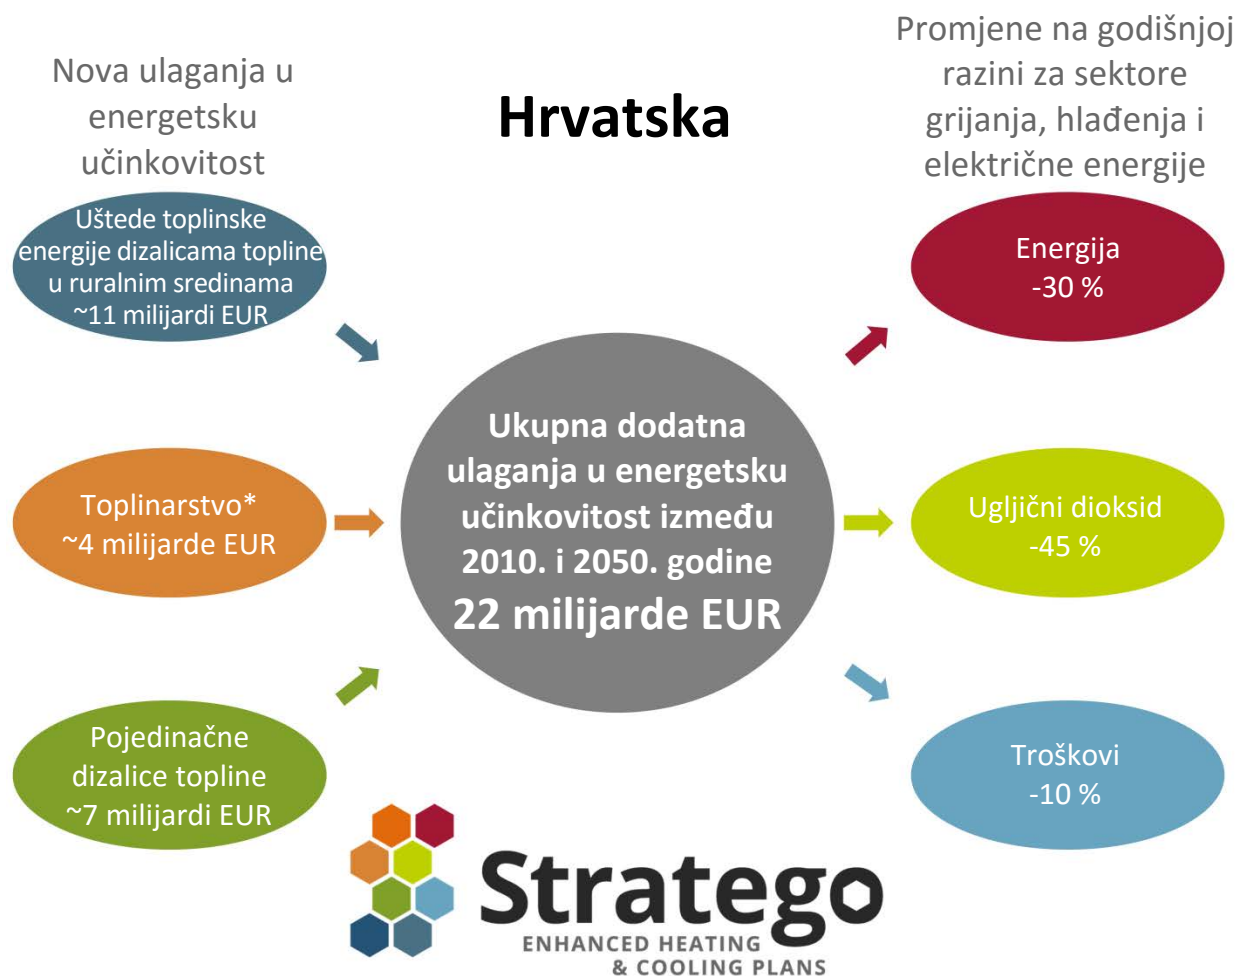 Nova ulaganja u
energetsku
učinkovitost
Hrvatska
Promjene na godišnjoj
razini za sektore
grijanja, hlađenja i
električne energije
Uštede toplinske
energije dizalicama topline
u ruralnim sredinama
~11 milijardi EUR
Toplinarstvo*
~4 milijarde EUR
Pojedinačne
dizalice topline
~7 milijardi EUR
Ukupna dodatna
ulaganja u energetsku
učinkovitost između
2010. i 2050. godine
22 milijarde EUR
Energija
-30 %
Ugljični dioksid
-45 %
Troškovi
-10 %
Stratego
ENHANCED HEATING
& COOLING PLANS